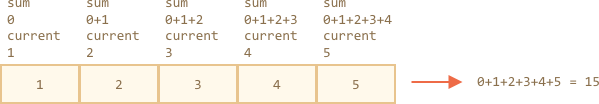 sum sum sum sum sum
0 0+1 0+1+2 0+1+2+3 0+1+2+3+4
current current current current current
1 2 3 4 5
1 2 3 4 5 0+1+2+3+4+5 = 15